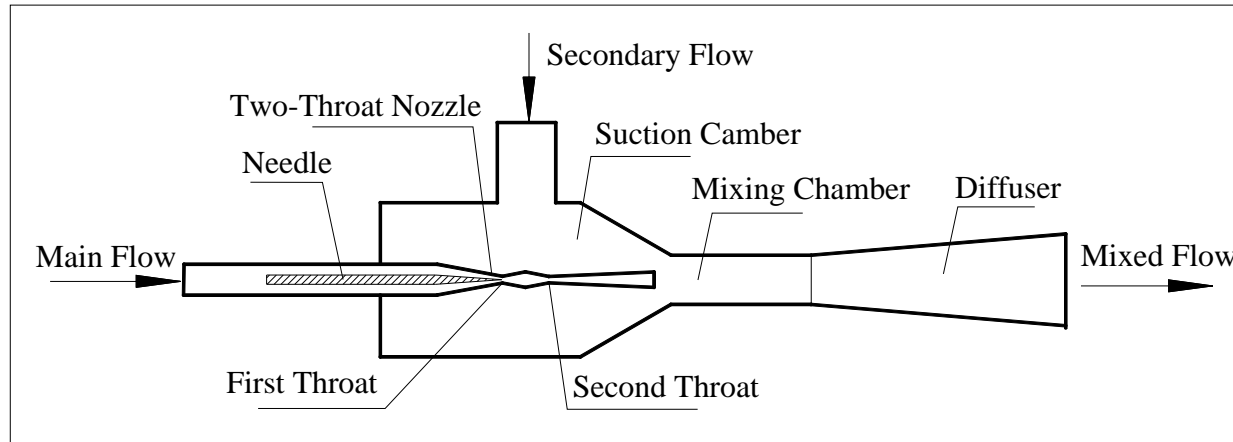 Secondary Flow
Two-Throat Nozzle
Suction Camber
Needle
Mixing Chamber
Diffuser
Main Flow
Mixed Flow
First Throat
Second Throat